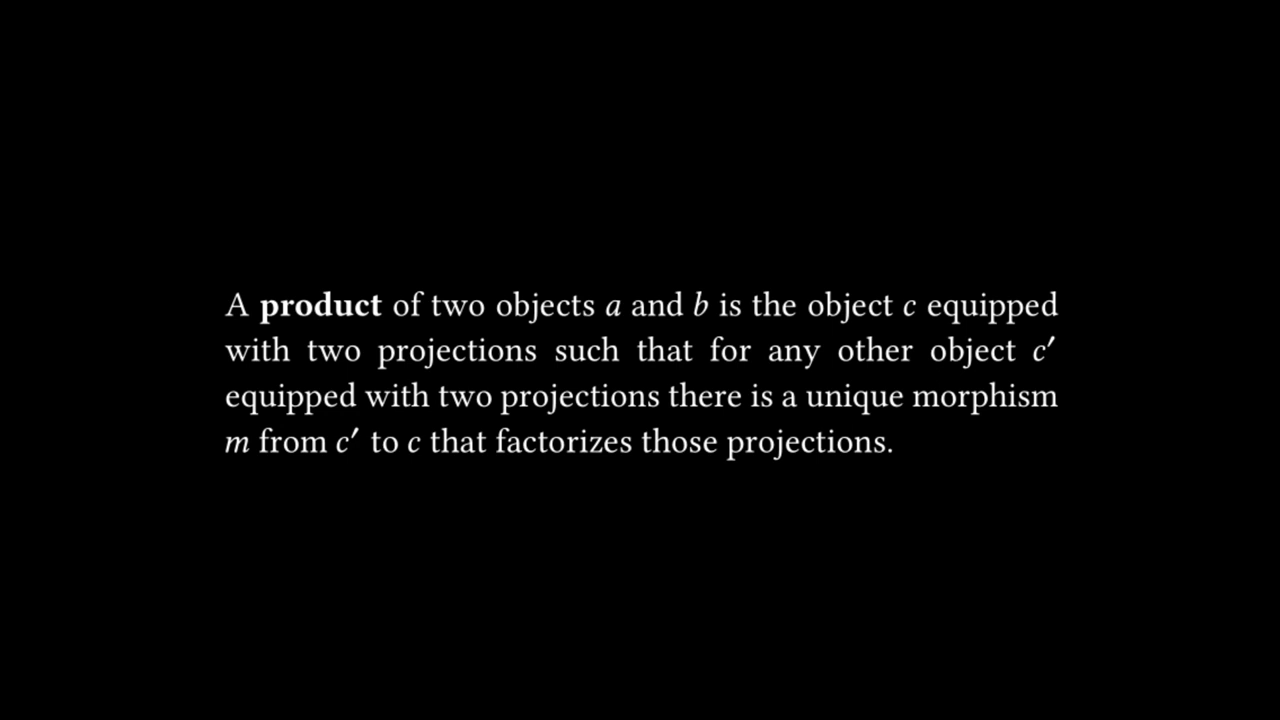 A product of two objects a and b is the object c equipped
with two projections such that for any other object c′
equipped with two projections there is a unique morphism
m from c′ to c that factorizes those projections.